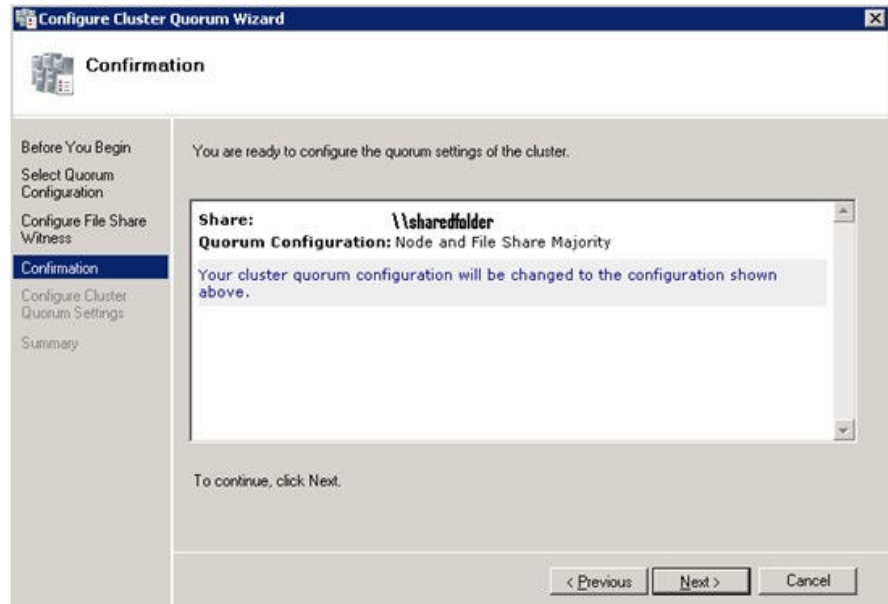 Configure Cluster Quorum Wizard
Confirmation
Before You Begin
Select Quorum
Configuration
Configure File Share
Witness
Confirmation
Configure Cluster
Quorum Settings
Summary
You are ready to configure the quorum settings of the cluster.
Share: \\sharedfolder
Quorum Configuration: Node and File Share Majority
Your cluster quorum configuration will be changed to the configuration shown
above.
To continue, click Next.
< Previous Next > Cancel